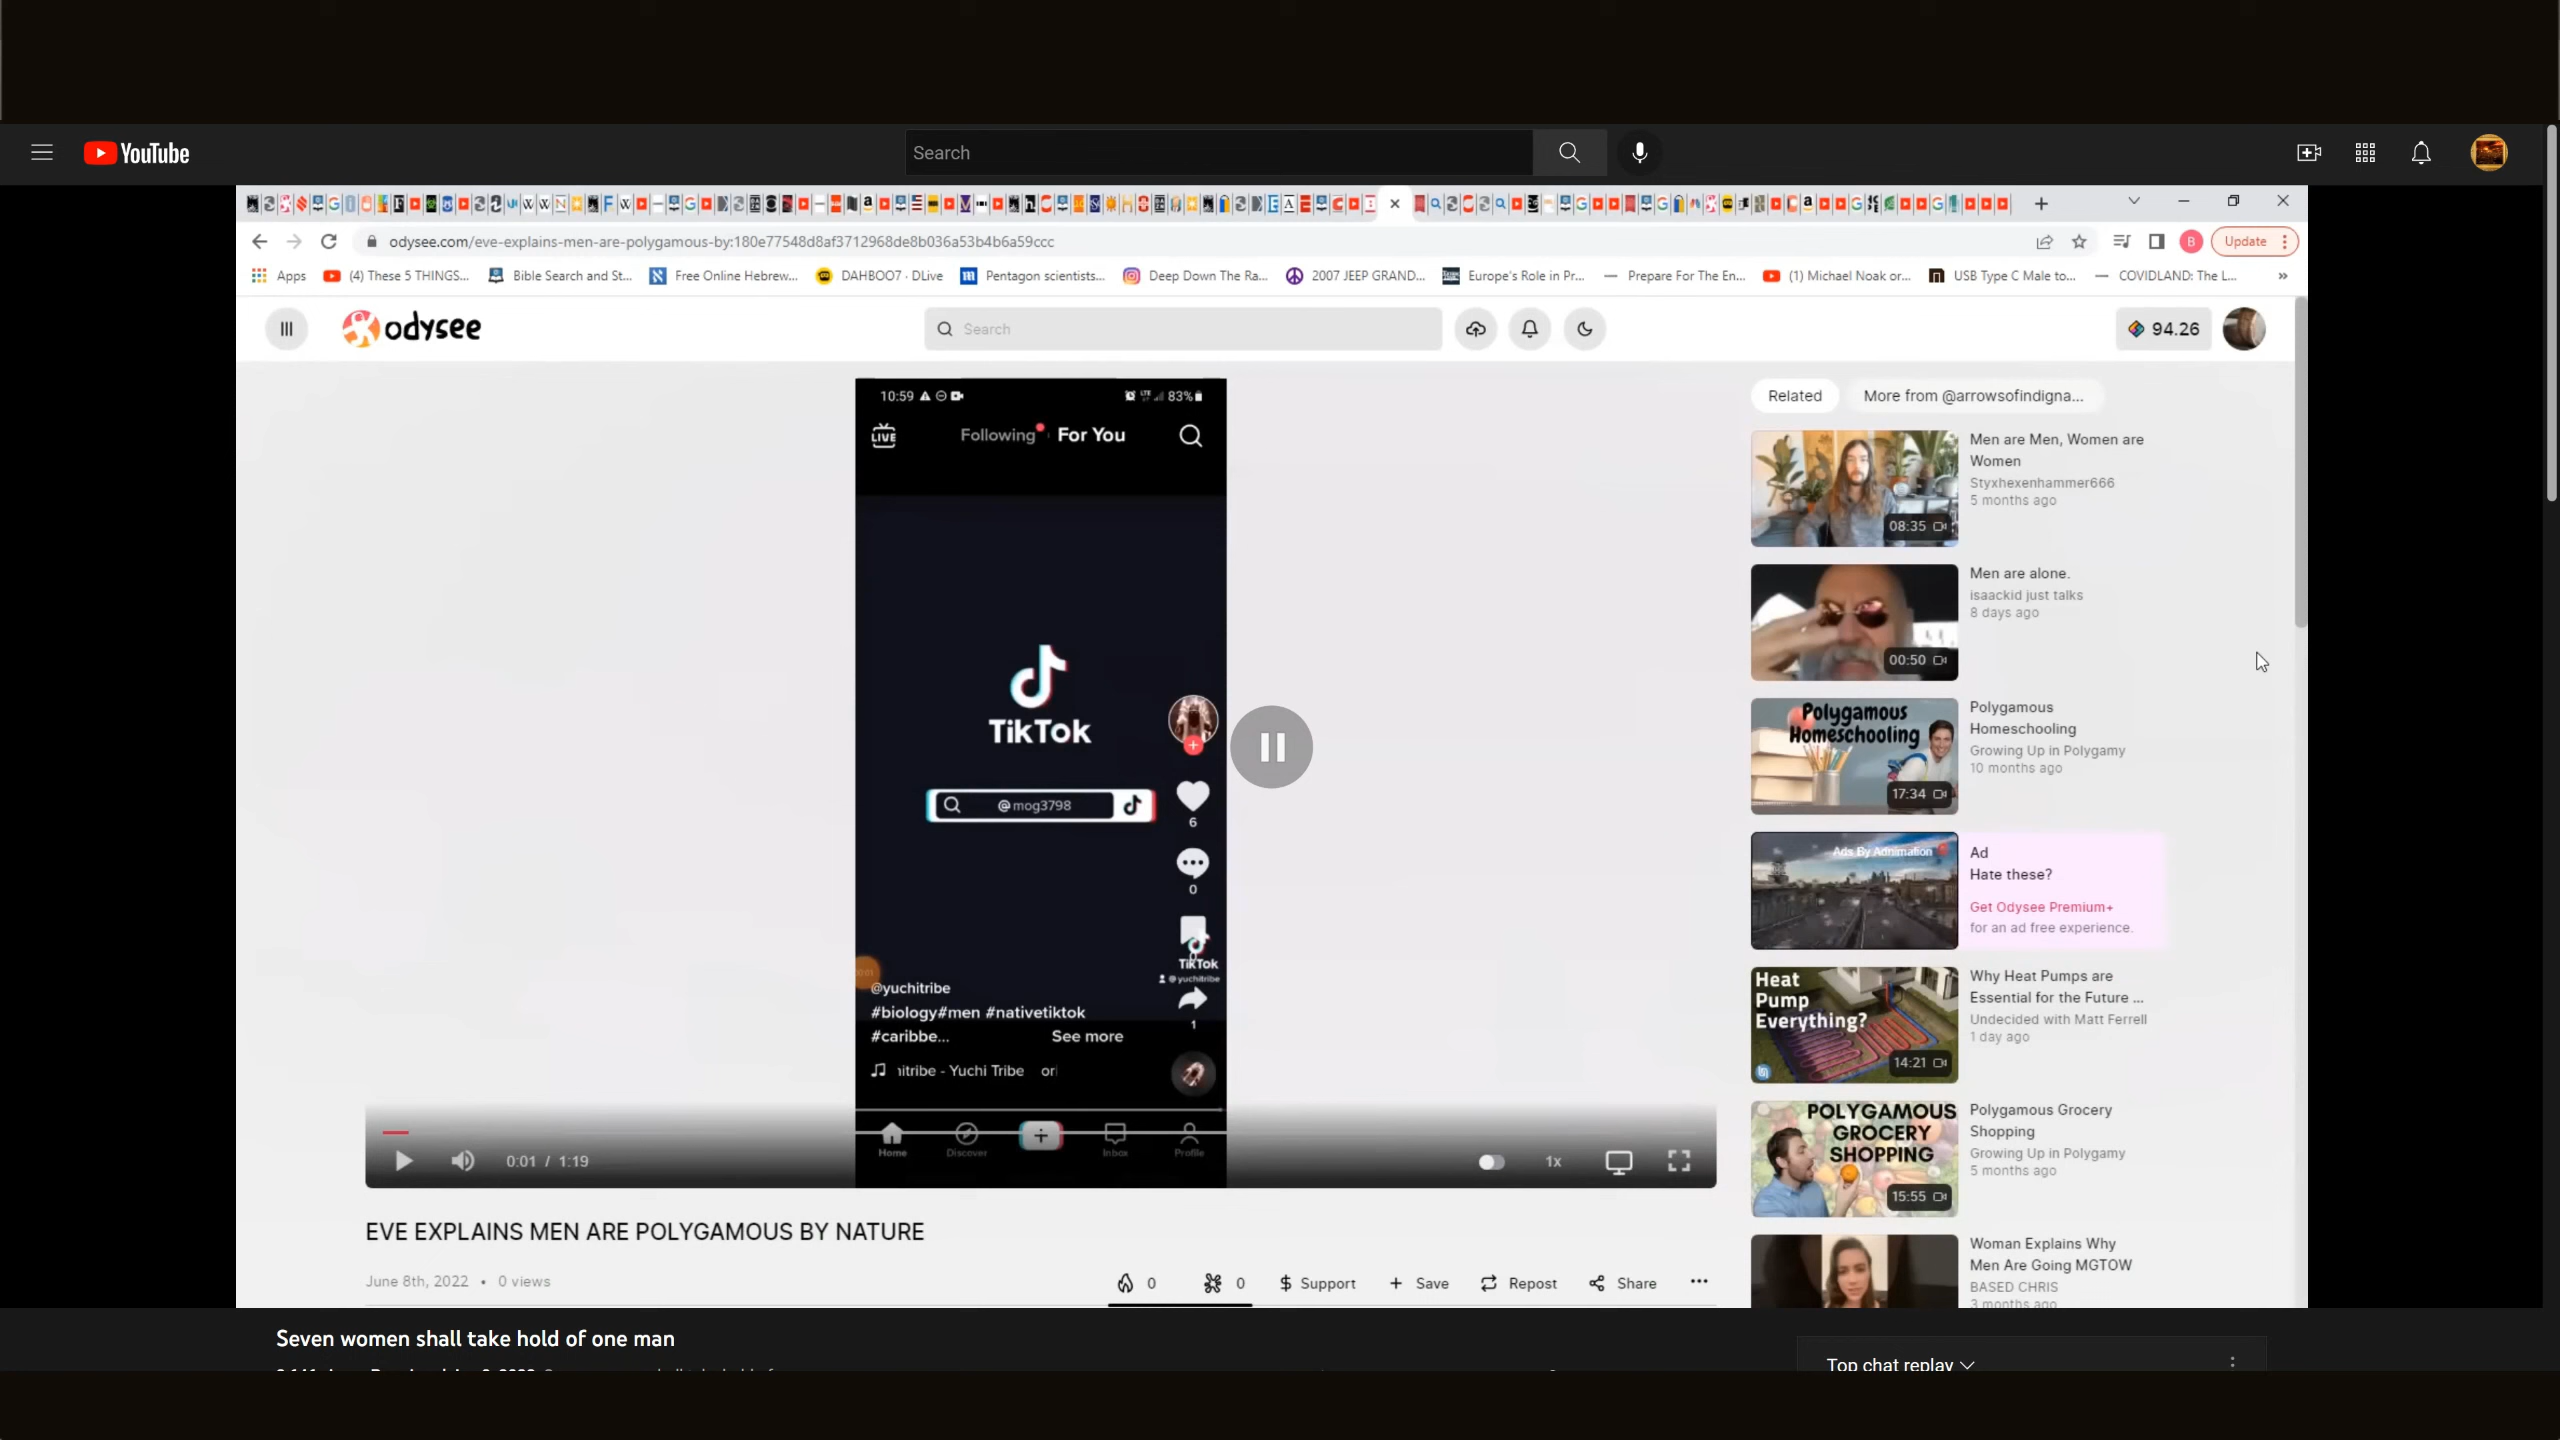 YouTube
Search
odysee.com/eve-explains-men-are-polygamous-by:180e77548d8af3712968de8b036a53b4b6a59ccc
B
Update
Apps
(4) These 5 THINGS...
Bible Search and St...
Free Online Hebrew...
DAHBOO7 · DLive
Pentagon scientists...
Deep Down The Ra...
2007 JEEP GRAND...
Europe's Role in Pr...
Prepare For The En...
(1) Michael Noak or...
USB Type C Male to...
COVIDLAND: The L...
»
odysee
Search
94.26
10:59
LTE
83%
LIVE
Following
For You
TikTok
@mog3798
6
0
TikTok
@yuchitribe
1
@yuchitribe
#biology#men #nativetiktok
#caribbe...
See more
nitribe - Yuchi Tribe
ori
Home
Discover
Inbox
Profile
0:01 / 1:19
1x
EVE EXPLAINS MEN ARE POLYGAMOUS BY NATURE
June 8th, 2022 • 0 views
0
0
Support
Save
Repost
Share
Related
More from @arrowsofindigna...
08:35
Men are Men, Women are
Women
Styxhexenhammer666
5 months ago
00:50
Men are alone.
isaackid just talks
8 days ago
Polygamous
Homeschooling
17:34
Polygamous
Homeschooling
Growing Up in Polygamy
10 months ago
Ads By Adnimation
Ad
Hate these?
Get Odysee Premium+
for an ad free experience.
Heat
Pump
Everything?
14:21
Why Heat Pumps are
Essential for the Future ...
Undecided with Matt Ferrell
1 day ago
POLYGAMOUS
GROCERY
SHOPPING
15:55
Polygamous Grocery
Shopping
Growing Up in Polygamy
5 months ago
Woman Explains Why
Men Are Going MGTOW
BASED CHRIS
3 months ago
Seven women shall take hold of one man
Top chat replay